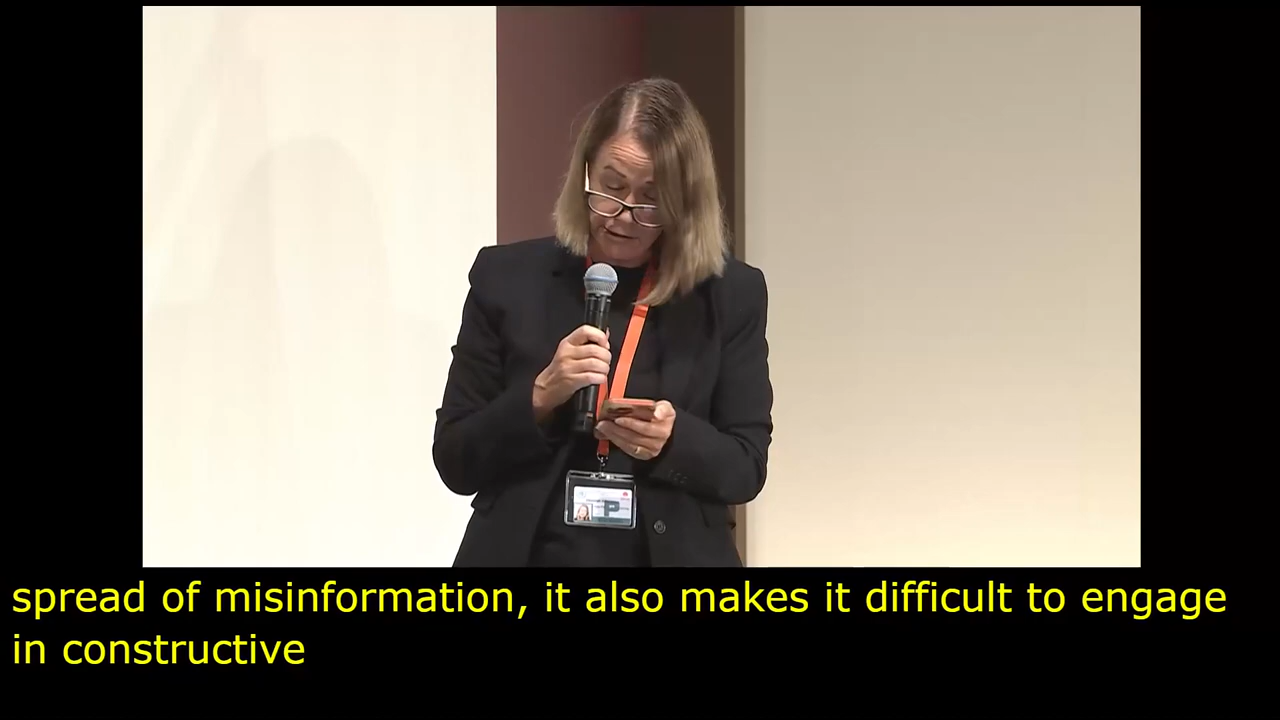 P
spread of misinformation, it also makes it difficult to engage
in constructive